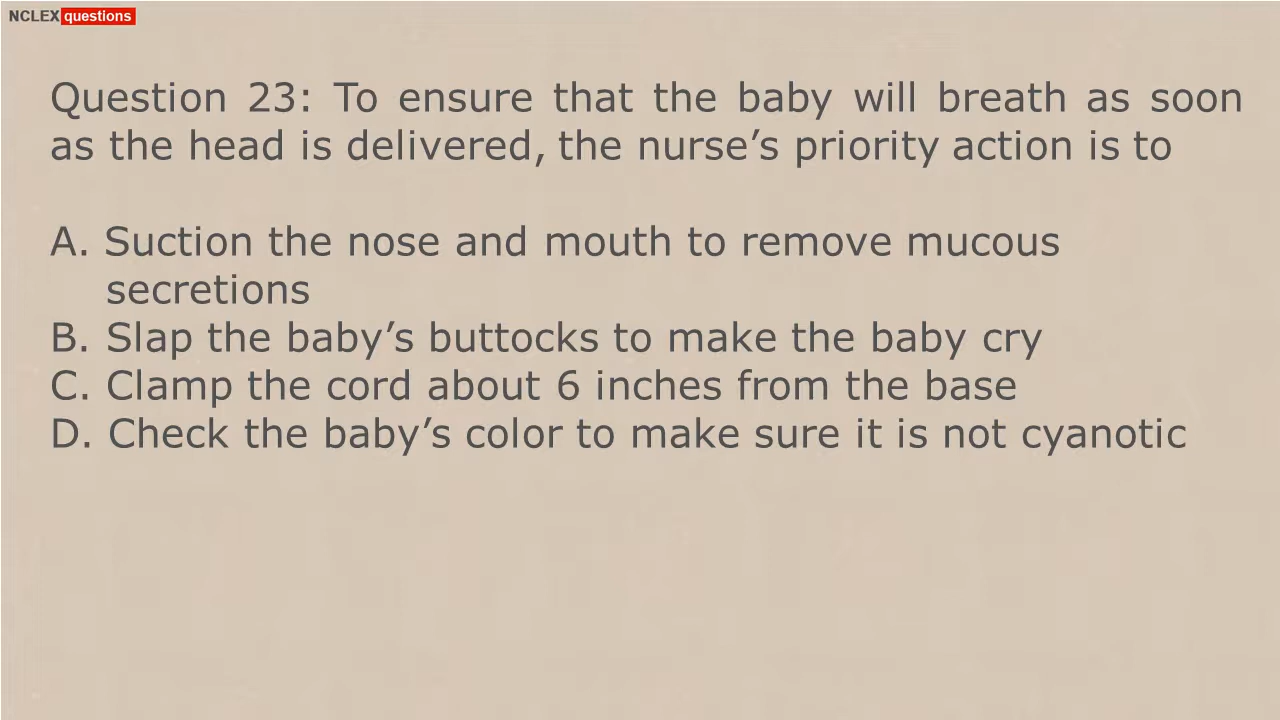 NCLEX questions
Question 23: To ensure that the baby will breath as soon
as the head is delivered, the nurse’s priority action is to
A. Suction the nose and mouth to remove mucous
secretions
B. Slap the baby’s buttocks to make the baby cry
C. Clamp the cord about 6 inches from the base
D. Check the baby’s color to make sure it is not cyanotic